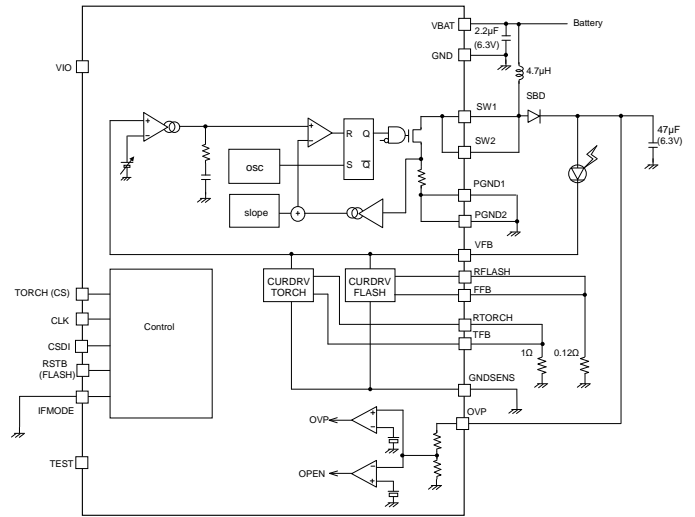 VBAT
2.2μF
(6.3V)
Battery
GND
4.7μH
VIO
SW1
SBD
47μF
(6.3V)
SW2
R Q
S Q
osc
PGND1
slope
PGND2
VFB
RFLASH
CURDRV
TORCH
CURDRV
FLASH
FFB
TORCH (CS)
CLK
Control
RTORCH
CSDI
TFB
1Ω
0.12Ω
RSTB
(FLASH)
GNDSENS
IFMODE
OVP
OVP
TEST
OPEN